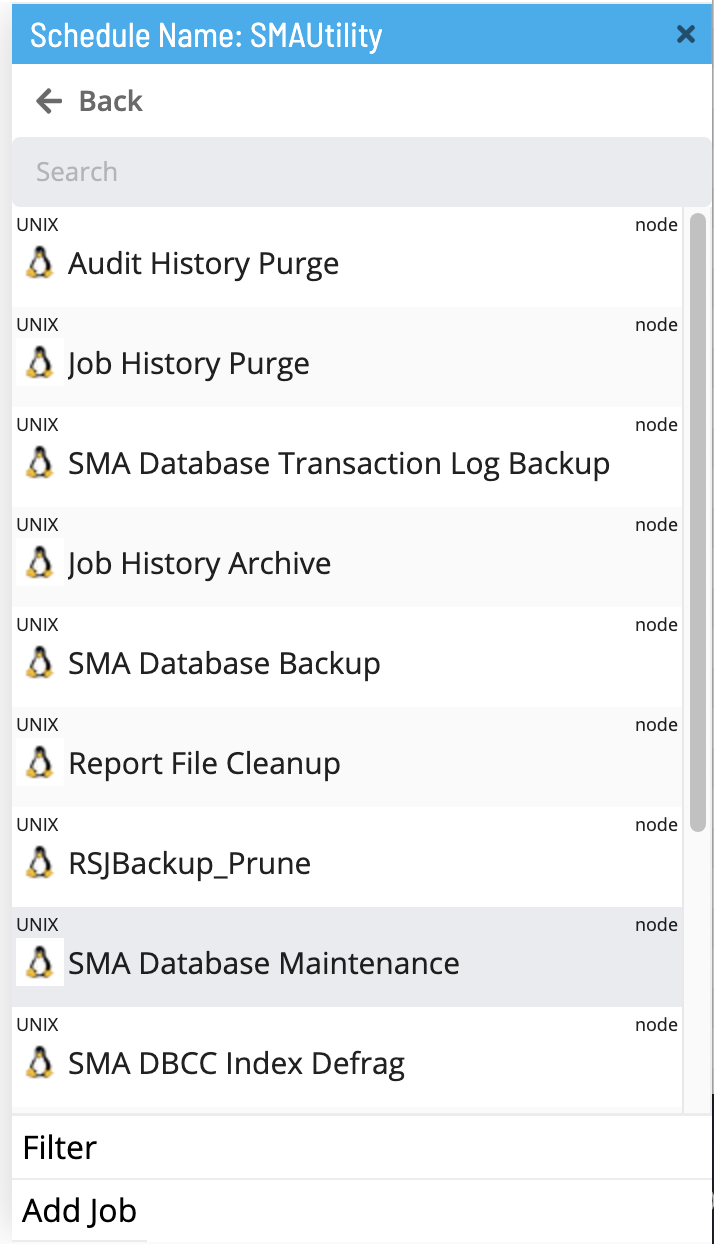 Schedule Name: SMAUtility
Back
Search
UNIX node
Audit History Purge
UNIX node
Job History Purge
UNIX node
SMA Database Transaction Log Backup
UNIX node
Job History Archive
UNIX node
SMA Database Backup
UNIX node
Report File Cleanup
UNIX node
RSJBackup_Prune
UNIX node
SMA Database Maintenance
UNIX node
SMA DBCC Index Defrag
Filter
Add Job